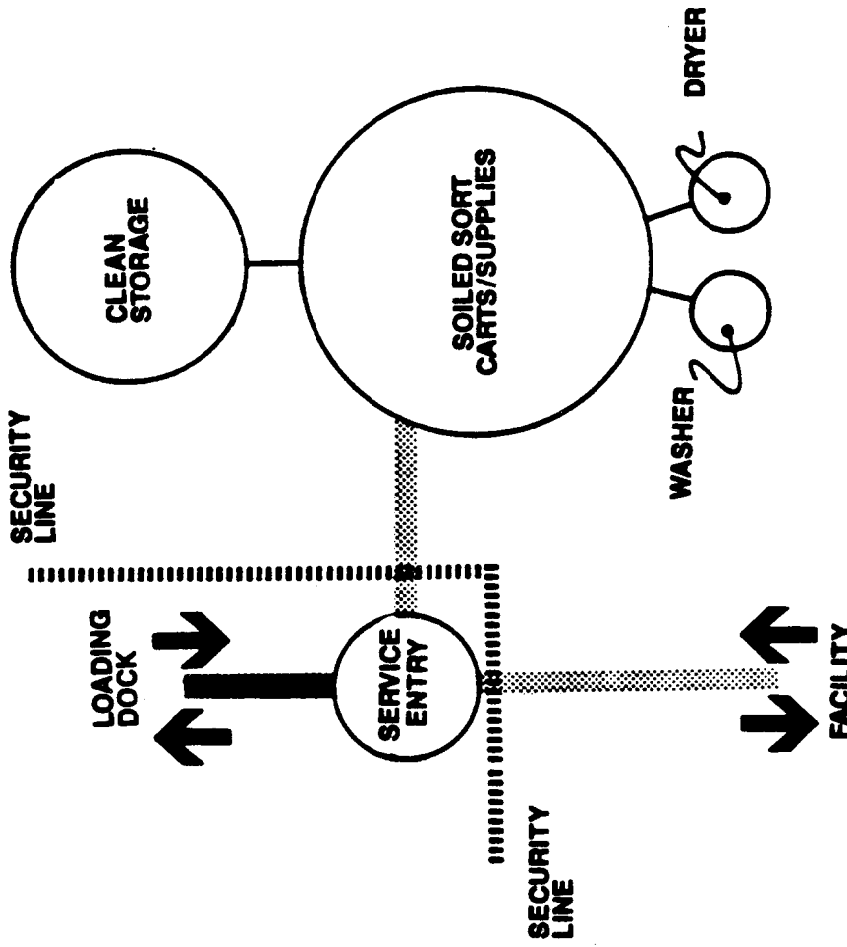 SECURITY
LINE
LOADING
DOCK
SERVICE
ENTRY
SECURITY
LINE
FACILITY
CLEAN
STORAGE
SOILED SORT
CARTS/SUPPLIES
WASHER
DRYER